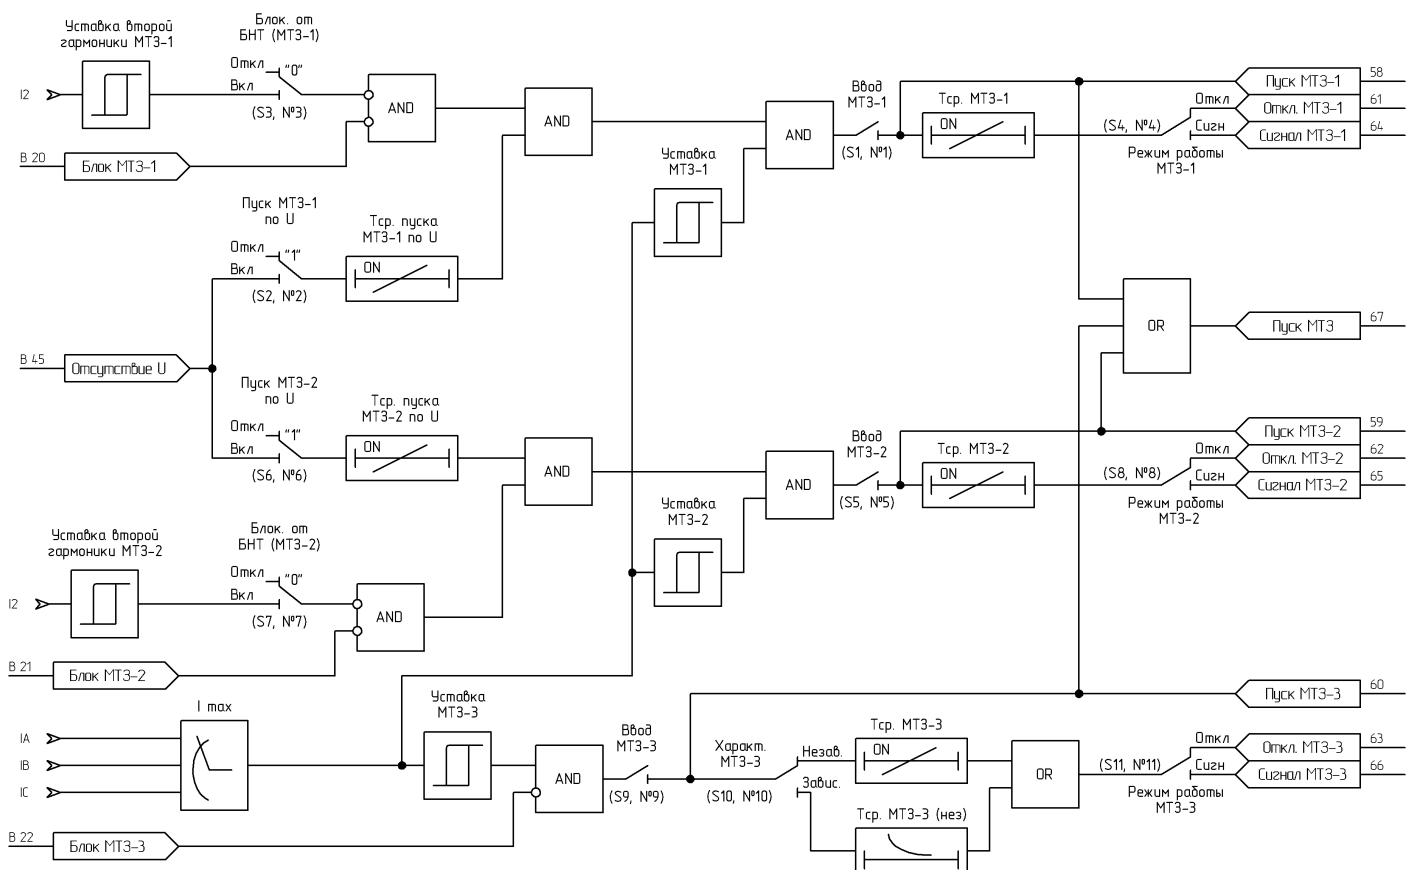 Уставка второй
гармоники МТЗ-1
Блок. от
БНТ (МТЗ-1)
Откл "0"
Вкл
(S3, №3)
I2
AND
AND
AND
B 20
Блок МТЗ-1
Уставка
МТЗ-1
Ввод
МТЗ-1
(S1, №1)
Тср. МТЗ-1
ON
(S4, №4)
Откл
Сигн
Режим работы
МТЗ-1
Пуск МТЗ-1
58
Откл. МТЗ-1
61
Сигнал МТЗ-1
64
Пуск МТЗ-1
по U
Откл "1"
Вкл
(S2, №2)
Тср. пуска
МТЗ-1 по U
ON
OR
Пуск МТЗ
67
B 45
Отсутствие U
Пуск МТЗ-2
по U
Откл "1"
Вкл
(S6, №6)
Тср. пуска
МТЗ-2 по U
ON
AND
AND
Уставка
МТЗ-2
Ввод
МТЗ-2
(S5, №5)
Тср. МТЗ-2
ON
(S8, №8)
Откл
Сигн
Режим работы
МТЗ-2
Пуск МТЗ-2
59
Откл. МТЗ-2
62
Сигнал МТЗ-2
65
Уставка второй
гармоники МТЗ-2
Блок. от
БНТ (МТЗ-2)
Откл "0"
Вкл
(S7, №7)
I2
AND
B 21
Блок МТЗ-2
I max
IA
IB
IC
Уставка
МТЗ-3
AND
Ввод
МТЗ-3
(S9, №9)
Характ.
МТЗ-3
(S10, №10)
Незав.
Завис.
Тср. МТЗ-3
ON
Тср. МТЗ-3 (нез)
OR
(S11, №11)
Откл
Сигн
Режим работы
МТЗ-3
Пуск МТЗ-3
60
Откл. МТЗ-3
63
Сигнал МТЗ-3
66
B 22
Блок МТЗ-3